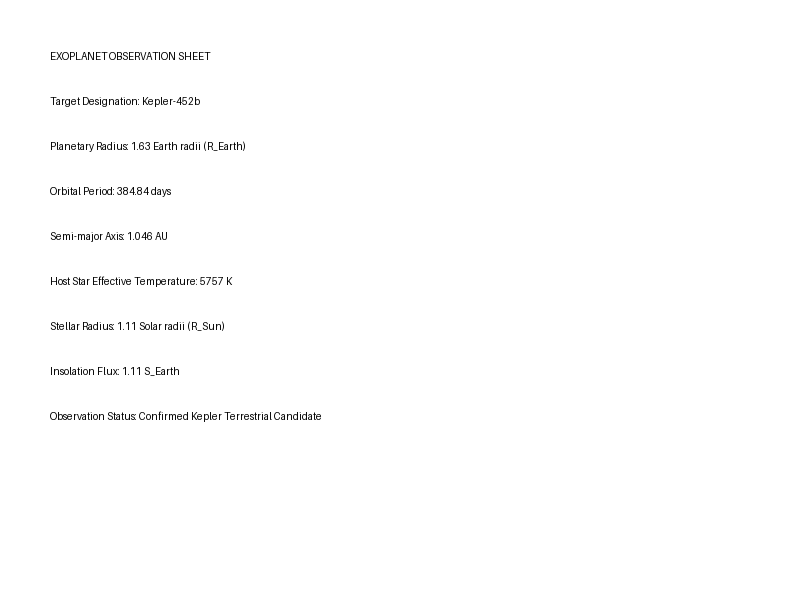 EXOPLANET OBSERVATION SHEET
Target Designation: Kepler-452b
Planetary Radius: 1.63 Earth radii (R_Earth)
Orbital Period: 384.84 days
Semi-major Axis: 1.046 AU
Host Star Effective Temperature: 5757 K
Stellar Radius: 1.11 Solar radii (R_Sun)
Insolation Flux: 1.11 S_Earth
Observation Status: Confirmed Kepler Terrestrial Candidate